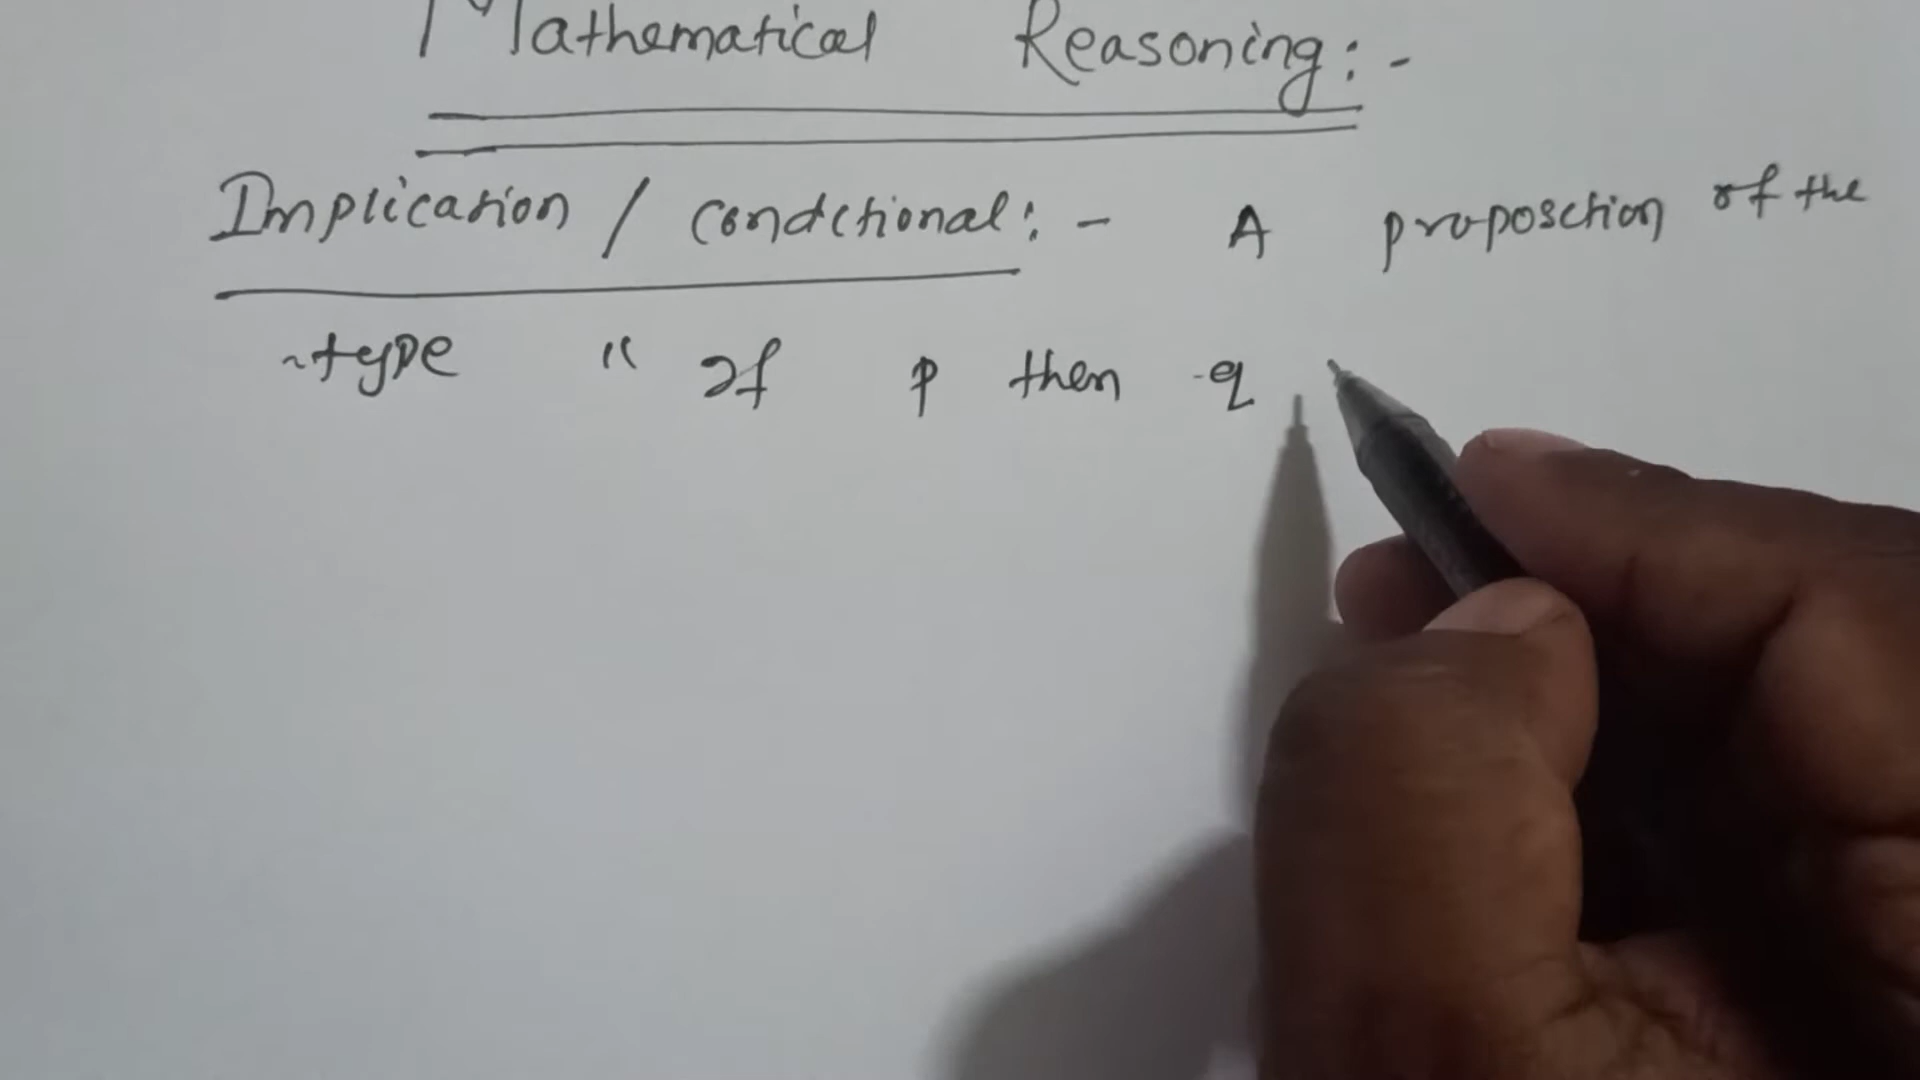 Mathematical Reasoning:-
Implication / conditional:- A proposition of the
type " If p then q